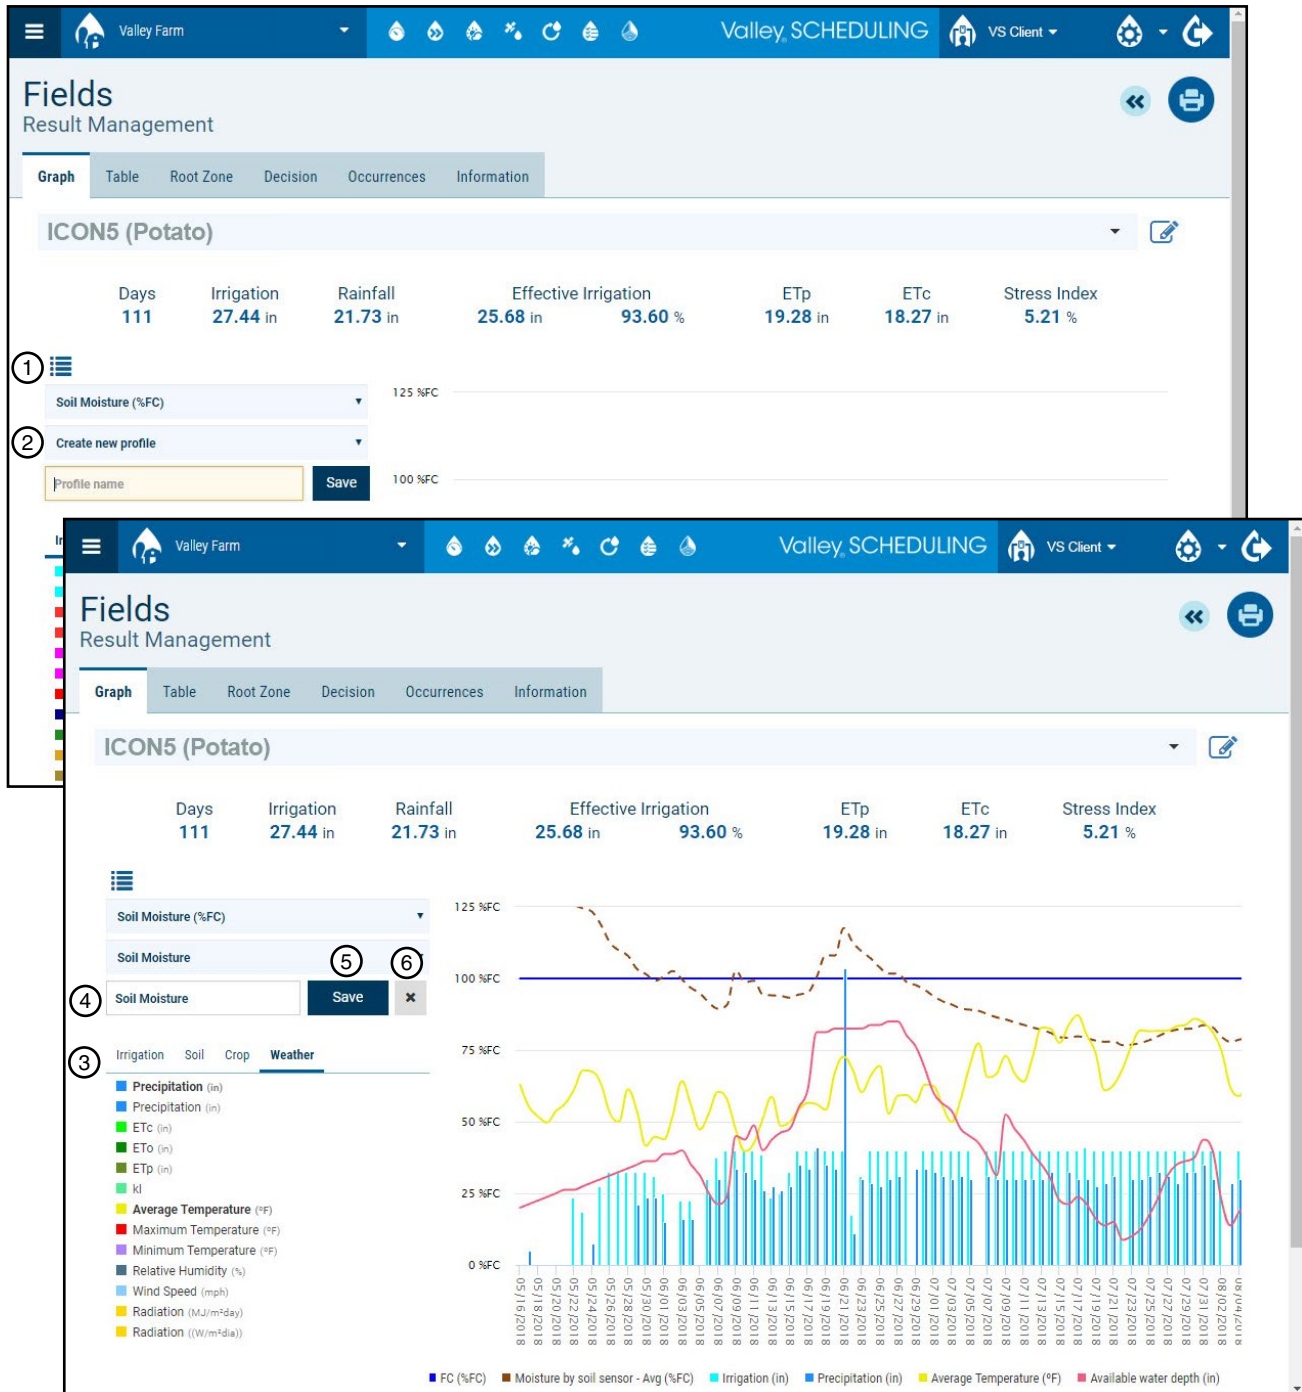 Valley Farm
Valley SCHEDULING
VS Client
Fields
Result Management
Graph Table Root Zone Decision Occurrences Information
ICON5 (Potato)
Days Irrigation Rainfall Effective Irrigation ETp ETc Stress Index
111 27.44 in 21.73 in 25.68 in 93.60 % 19.28 in 18.27 in 5.21 %
1
Soil Moisture (%FC)
125 %FC
2
Create new profile
Profile name
Save
100 %FC
Ir
Valley Farm
Valley SCHEDULING
VS Client
Fields
Result Management
Graph Table Root Zone Decision Occurrences Information
ICON5 (Potato)
Days Irrigation Rainfall Effective Irrigation ETp ETc Stress Index
111 27.44 in 21.73 in 25.68 in 93.60 % 19.28 in 18.27 in 5.21 %
Soil Moisture (%FC)
Soil Moisture
5
6
4
Soil Moisture
Save
3
Irrigation Soil Crop Weather
Precipitation (in)
Precipitation (in)
ETc (in)
ETo (in)
ETp (in)
kl
Average Temperature (ºF)
Maximum Temperature (ºF)
Minimum Temperature (ºF)
Relative Humidity (%)
Wind Speed (mph)
Radiation (MJ/m²day)
Radiation ((W/m²dia))
125 %FC
100 %FC
75 %FC
50 %FC
25 %FC
0 %FC
05/16/2018
05/18/2018
05/20/2018
05/22/2018
05/24/2018
05/26/2018
05/28/2018
05/30/2018
06/01/2018
06/03/2018
06/05/2018
06/07/2018
06/09/2018
06/11/2018
06/13/2018
06/15/2018
06/17/2018
06/19/2018
06/21/2018
06/23/2018
06/25/2018
06/27/2018
06/29/2018
07/01/2018
07/03/2018
07/05/2018
07/07/2018
07/09/2018
07/11/2018
07/13/2018
07/15/2018
07/17/2018
07/19/2018
07/21/2018
07/23/2018
07/25/2018
07/27/2018
07/29/2018
07/31/2018
08/02/2018
08/04/2018
FC (%FC) Moisture by soil sensor - Avg (%FC) Irrigation (in) Precipitation (in) Average Temperature (ºF) Available water depth (in)